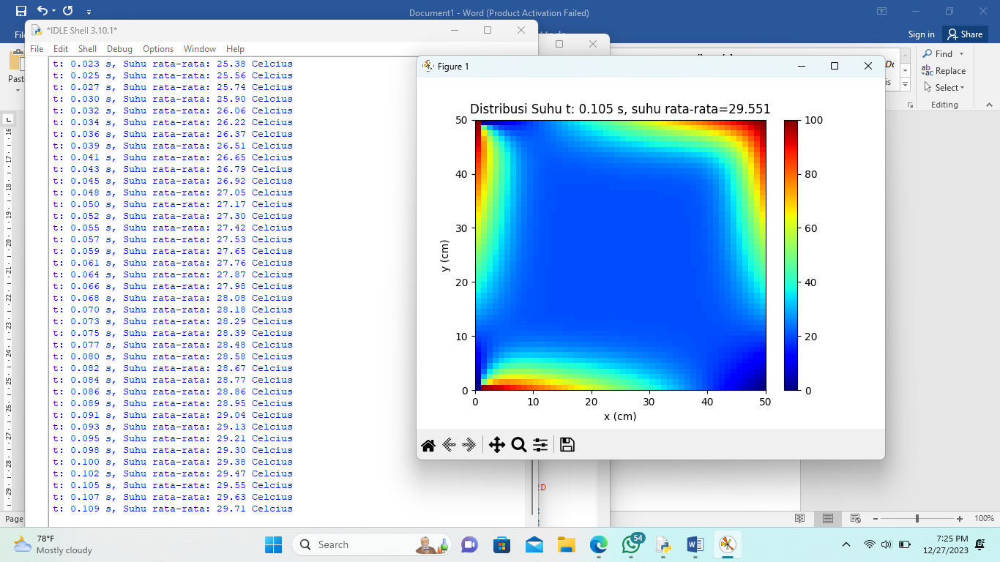 Document1 - Word (Product Activation Failed)
Sign in
Share
Find
Replace
Select
Editing
*IDLE Shell 3.10.1*
File Edit Shell Debug Options Window Help
t: 0.023 s, Suhu rata-rata: 25.38 Celcius
t: 0.025 s, Suhu rata-rata: 25.56 Celcius
t: 0.027 s, Suhu rata-rata: 25.74 Celcius
t: 0.030 s, Suhu rata-rata: 25.90 Celcius
t: 0.032 s, Suhu rata-rata: 26.06 Celcius
t: 0.034 s, Suhu rata-rata: 26.22 Celcius
t: 0.036 s, Suhu rata-rata: 26.37 Celcius
t: 0.039 s, Suhu rata-rata: 26.51 Celcius
t: 0.041 s, Suhu rata-rata: 26.65 Celcius
t: 0.043 s, Suhu rata-rata: 26.79 Celcius
t: 0.045 s, Suhu rata-rata: 26.92 Celcius
t: 0.048 s, Suhu rata-rata: 27.05 Celcius
t: 0.050 s, Suhu rata-rata: 27.17 Celcius
t: 0.052 s, Suhu rata-rata: 27.30 Celcius
t: 0.055 s, Suhu rata-rata: 27.42 Celcius
t: 0.057 s, Suhu rata-rata: 27.53 Celcius
t: 0.059 s, Suhu rata-rata: 27.65 Celcius
t: 0.061 s, Suhu rata-rata: 27.76 Celcius
t: 0.064 s, Suhu rata-rata: 27.87 Celcius
t: 0.066 s, Suhu rata-rata: 27.98 Celcius
t: 0.068 s, Suhu rata-rata: 28.08 Celcius
t: 0.070 s, Suhu rata-rata: 28.18 Celcius
t: 0.073 s, Suhu rata-rata: 28.29 Celcius
t: 0.075 s, Suhu rata-rata: 28.39 Celcius
t: 0.077 s, Suhu rata-rata: 28.48 Celcius
t: 0.080 s, Suhu rata-rata: 28.58 Celcius
t: 0.082 s, Suhu rata-rata: 28.67 Celcius
t: 0.084 s, Suhu rata-rata: 28.77 Celcius
t: 0.086 s, Suhu rata-rata: 28.86 Celcius
t: 0.089 s, Suhu rata-rata: 28.95 Celcius
t: 0.091 s, Suhu rata-rata: 29.04 Celcius
t: 0.093 s, Suhu rata-rata: 29.13 Celcius
t: 0.095 s, Suhu rata-rata: 29.21 Celcius
t: 0.098 s, Suhu rata-rata: 29.30 Celcius
t: 0.100 s, Suhu rata-rata: 29.38 Celcius
t: 0.102 s, Suhu rata-rata: 29.47 Celcius
t: 0.105 s, Suhu rata-rata: 29.55 Celcius
t: 0.107 s, Suhu rata-rata: 29.63 Celcius
t: 0.109 s, Suhu rata-rata: 29.71 Celcius
Figure 1
Distribusi Suhu t: 0.105 s, suhu rata-rata=29.551
50
40
30
20
10
0
y (cm)
0 10 20 30 40 50
x (cm)
100
80
60
40
20
0
Page
100%
78°F
Mostly cloudy
Search
54
7:25 PM
12/27/2023